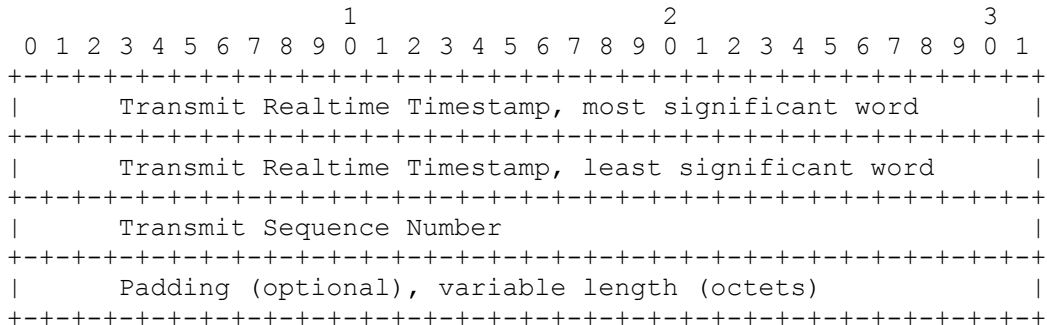 1                   2                   3
 0 1 2 3 4 5 6 7 8 9 0 1 2 3 4 5 6 7 8 9 0 1 2 3 4 5 6 7 8 9 0 1
+-+-+-+-+-+-+-+-+-+-+-+-+-+-+-+-+-+-+-+-+-+-+-+-+-+-+-+-+-+-+-+-+
|      Transmit Realtime Timestamp, most significant word       |
+-+-+-+-+-+-+-+-+-+-+-+-+-+-+-+-+-+-+-+-+-+-+-+-+-+-+-+-+-+-+-+-+
|      Transmit Realtime Timestamp, least significant word      |
+-+-+-+-+-+-+-+-+-+-+-+-+-+-+-+-+-+-+-+-+-+-+-+-+-+-+-+-+-+-+-+-+
|      Transmit Sequence Number                                 |
+-+-+-+-+-+-+-+-+-+-+-+-+-+-+-+-+-+-+-+-+-+-+-+-+-+-+-+-+-+-+-+-+
|      Padding (optional), variable length (octets)             |
+-+-+-+-+-+-+-+-+-+-+-+-+-+-+-+-+-+-+-+-+-+-+-+-+-+-+-+-+-+-+-+-+